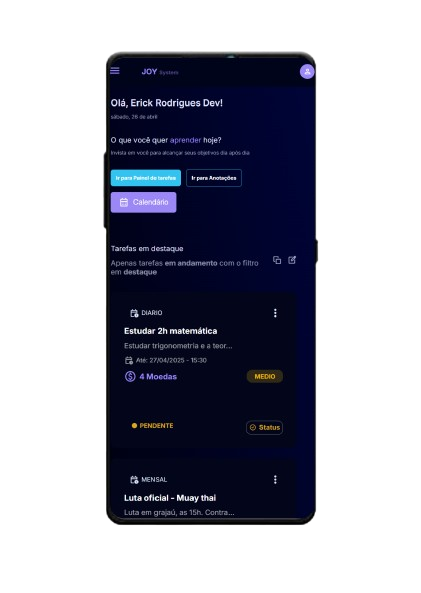 JOY System
Olá, Erick Rodrigues Dev!
sábado, 26 de abril
O que você quer aprender hoje?
Invista em você para alcançar seus objetivos dia após dia
Ir para Painel de tarefas
Ir para Anotações
Calendário
Tarefas em destaque
Apenas tarefas em andamento com o filtro
em destaque
DIARIO
Estudar 2h matemática
Estudar trigonometria e a teor...
Até: 27/04/2025 - 15:30
4 Moedas
MEDIO
PENDENTE
Status
MENSAL
Luta oficial - Muay thai
Luta em grajaú, as 15h. Contra...